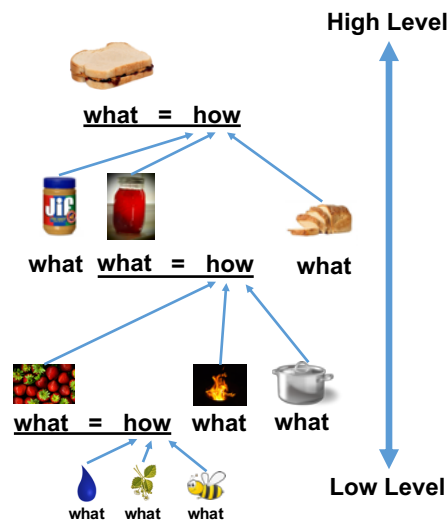 High Level
what = how
Jif
what what = how what
what = how what what
Low Level
what what what